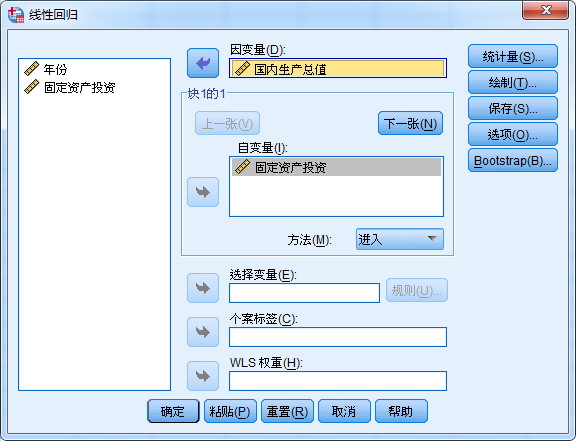 线性回归
年份
固定资产投资
因变量(D):
国内生产总值
块1的1
上一张(V)
下一张(N)
自变量(I):
固定资产投资
方法(M):
进入
选择变量(E):
规则(U)...
个案标签(C):
WLS 权重(H):
统计量(S)...
绘制(T)...
保存(S)...
选项(O)...
Bootstrap(B)...
确定
粘贴(P)
重置(R)
取消
帮助